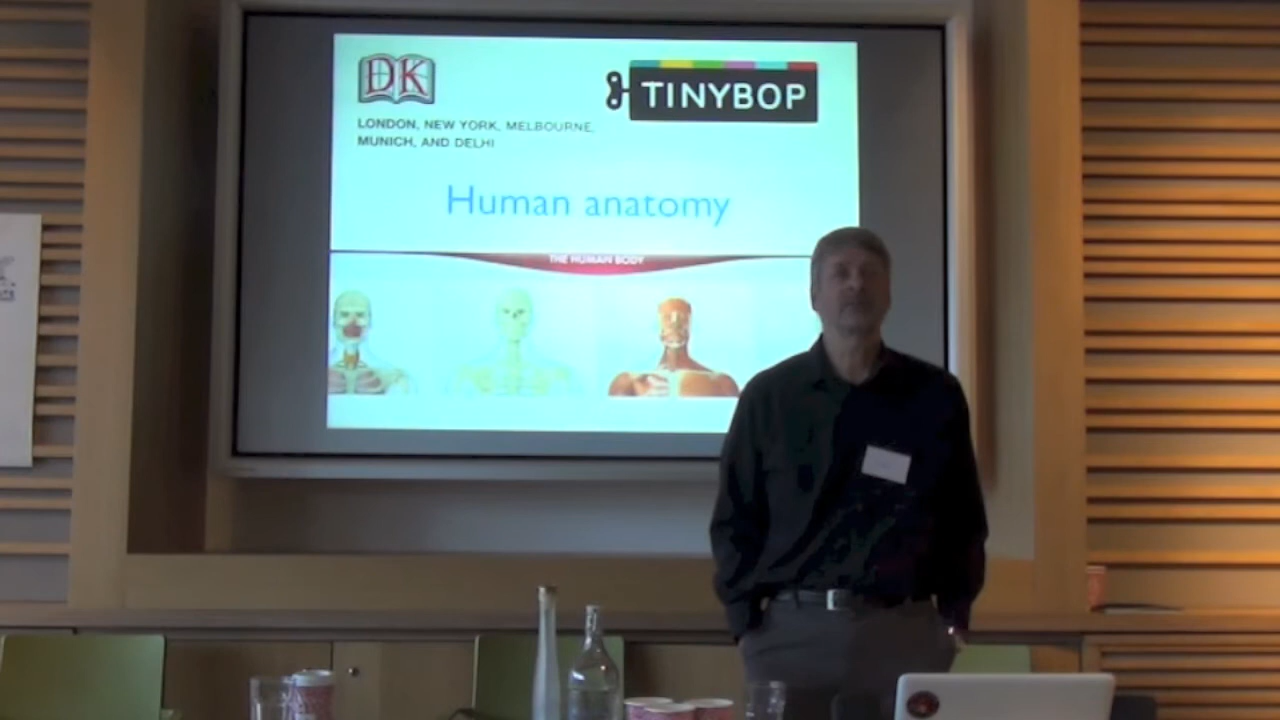 DK
TINYBOP
LONDON, NEW YORK, MELBOURNE,
MUNICH, AND DELHI
Human anatomy
THE HUMAN BODY